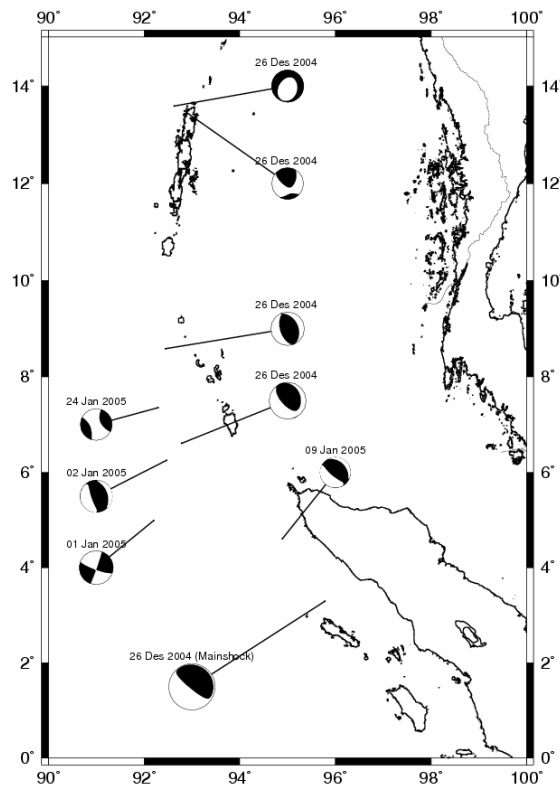 90° 92° 94° 96° 98° 100°
26 Des 2004
14° 14°
26 Des 2004
12° 12°
10° 10°
26 Des 2004
8° 8°
26 Des 2004
24 Jan 2005
09 Jan 2005
02 Jan 2005
6° 6°
01 Jan 2005
4° 4°
26 Des 2004 (Mainshock)
2° 2°
0° 0°
90° 92° 94° 96° 98° 100°